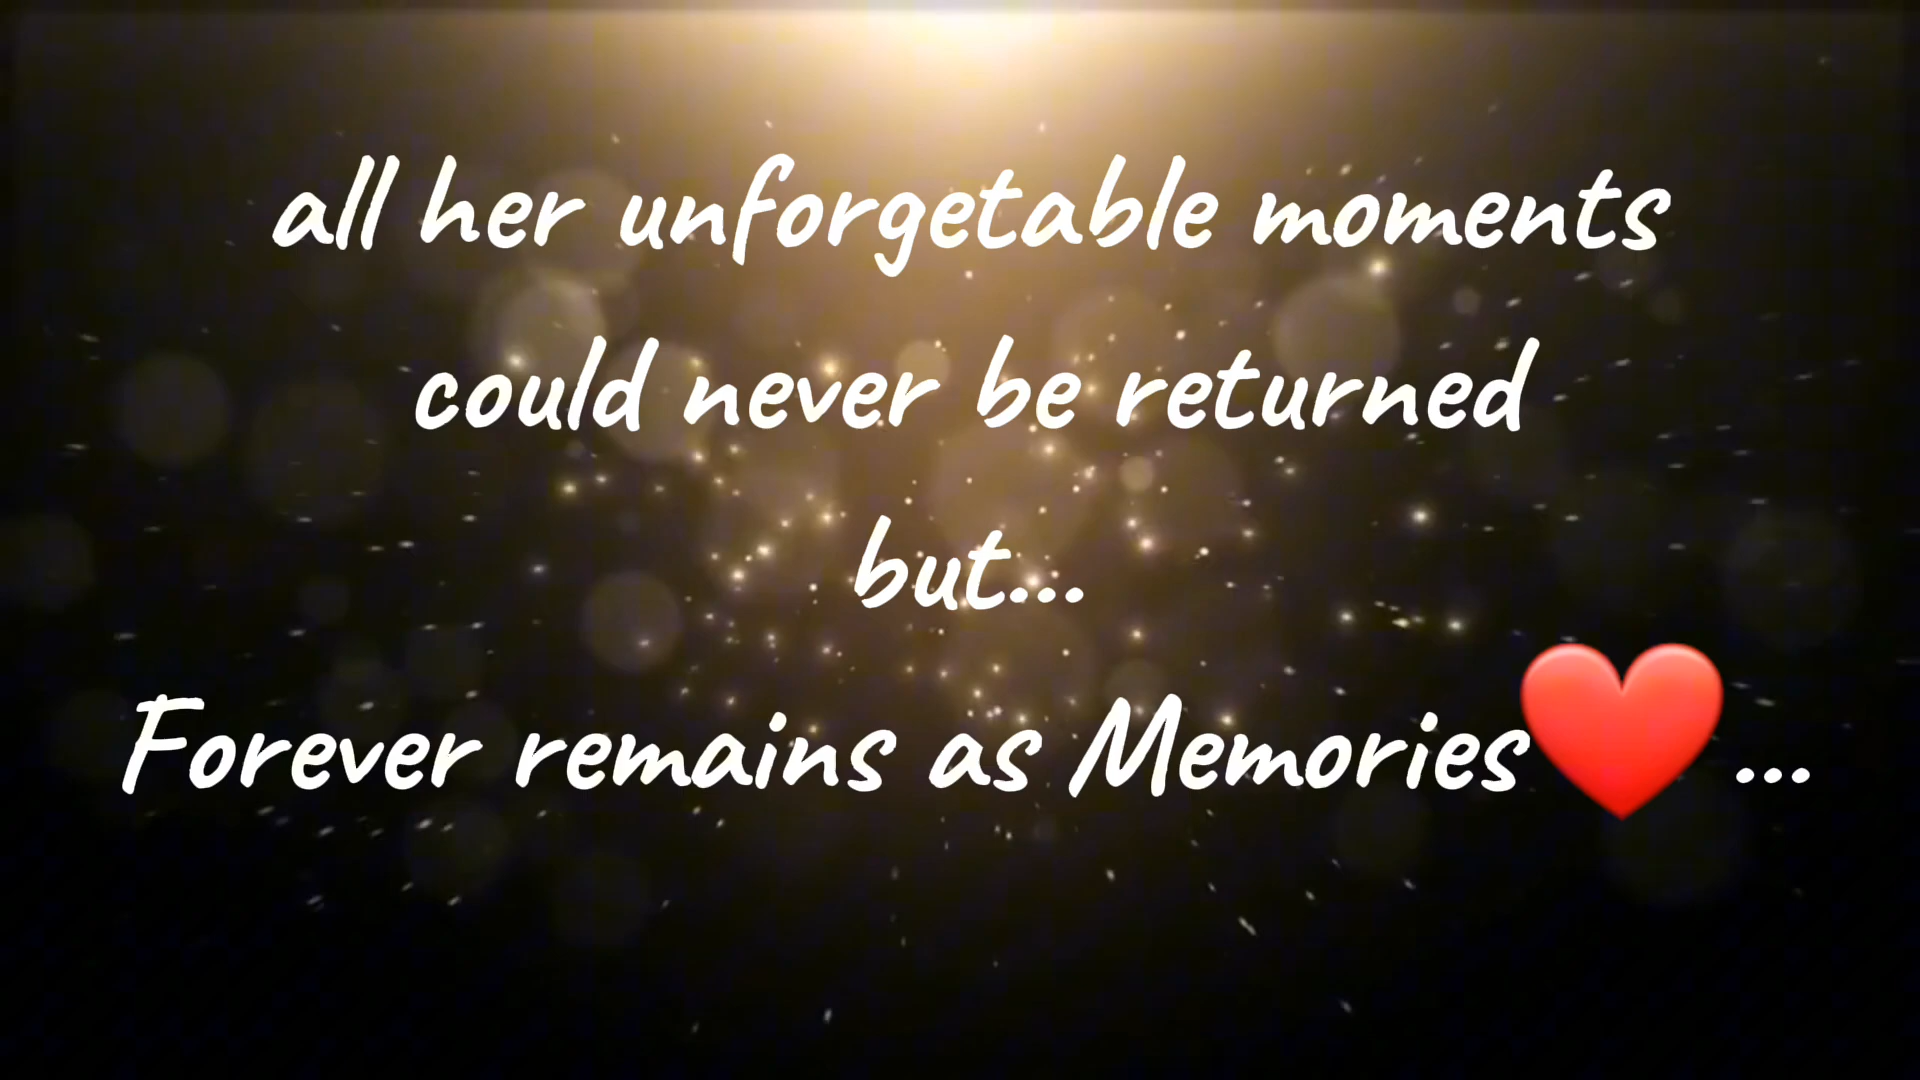 all her unforgetable moments
could never be returned
but...
Forever remains as Memories❤️...